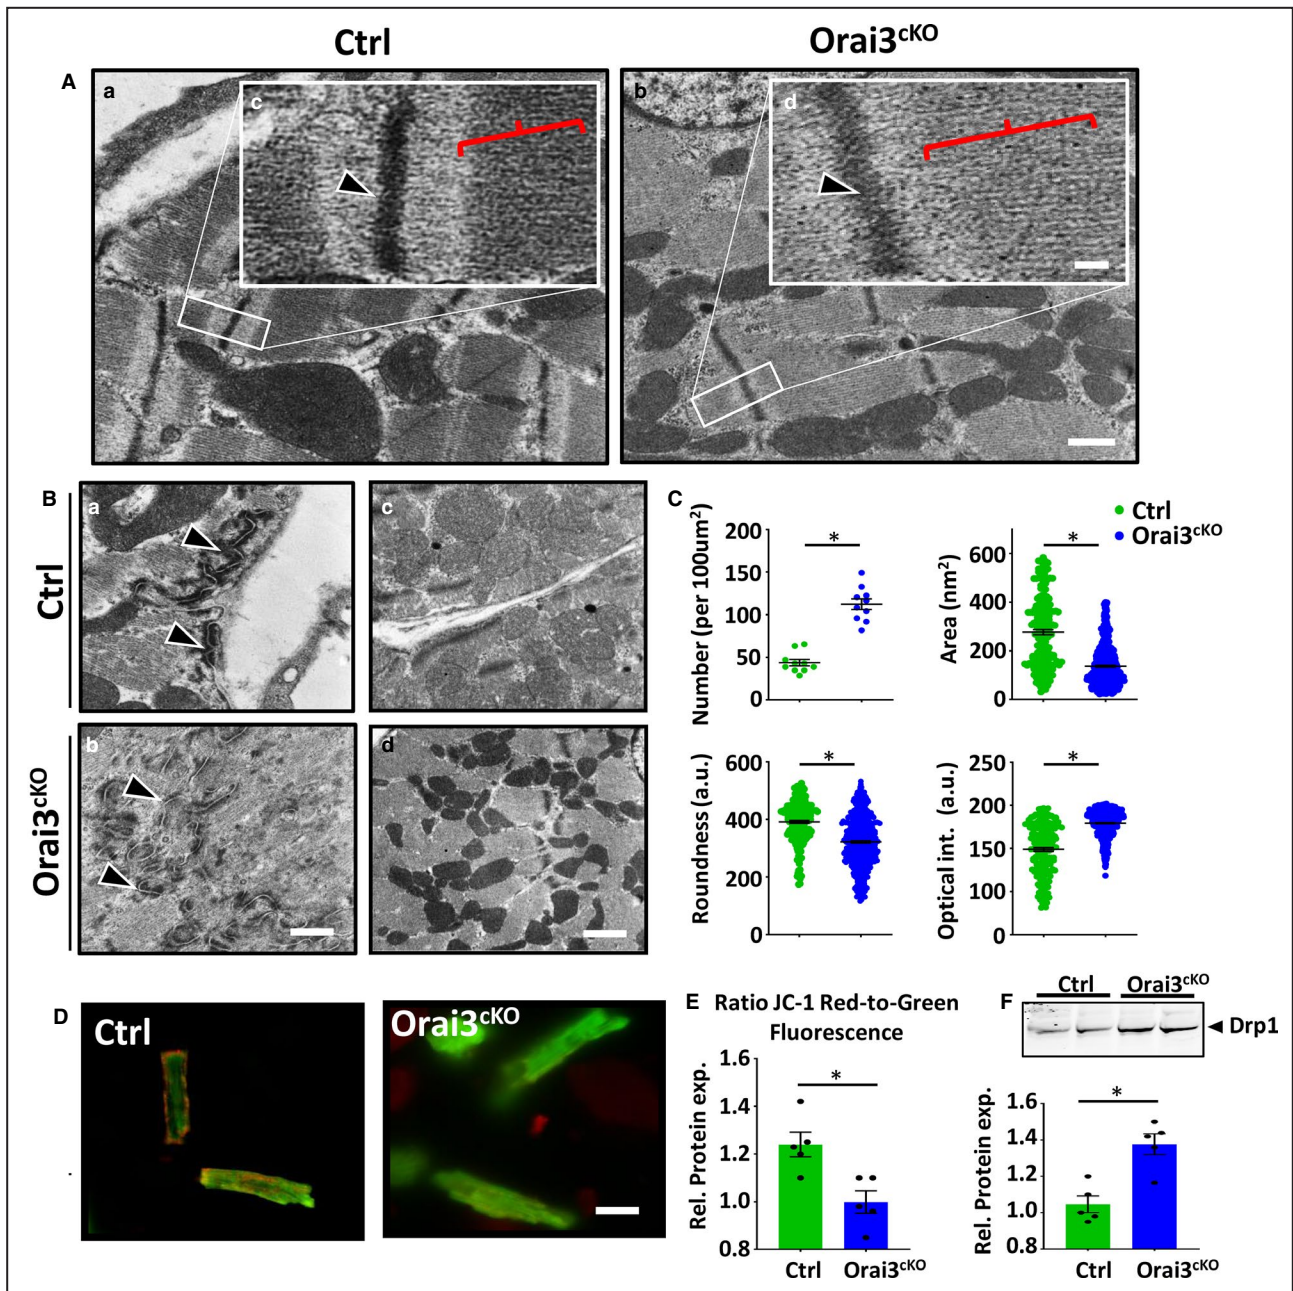 Ctrl
Orai3cKO
A
a
c
b
d
B
Ctrl
a
c
Orai3cKO
b
d
C
Ctrl
Orai3cKO
Number (per 100um2)
200
150
100
50
0
*
Area (nm2)
600
400
200
0
*
Roundness (a.u.)
600
400
200
0
*
Optical int. (a.u.)
250
200
150
100
0
*
D
Ctrl
Orai3cKO
E
Ratio JC-1 Red-to-Green
Fluorescence
Rel. Protein exp.
1.6
1.4
1.2
1.0
0.8
*
Ctrl
Orai3cKO
F
Ctrl
Orai3cKO
Drp1
Rel. Protein exp.
1.6
1.4
1.2
1.0
0.8
*
Ctrl
Orai3cKO